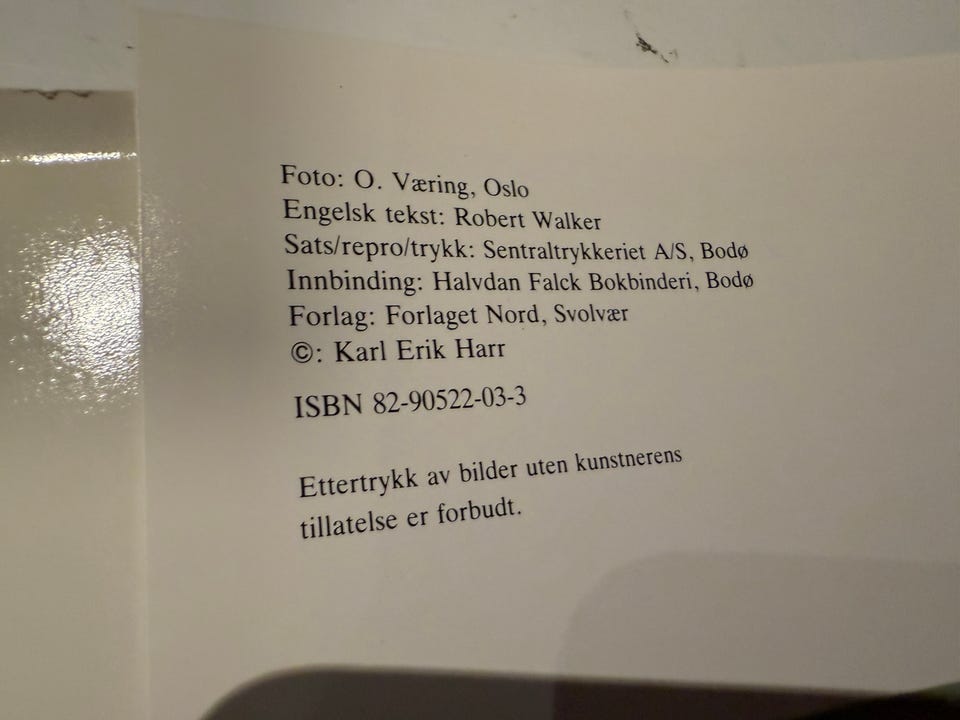 Foto: O. Væring, Oslo
Engelsk tekst: Robert Walker
Sats/repro/trykk: Sentraltrykkeriet A/S, Bodø
Innbinding: Halvdan Falck Bokbinderi, Bodø
Forlag: Forlaget Nord, Svolvær
©: Karl Erik Harr
ISBN 82-90522-03-3
Ettertrykk av bilder uten kunstnerens
tillatelse er forbudt.